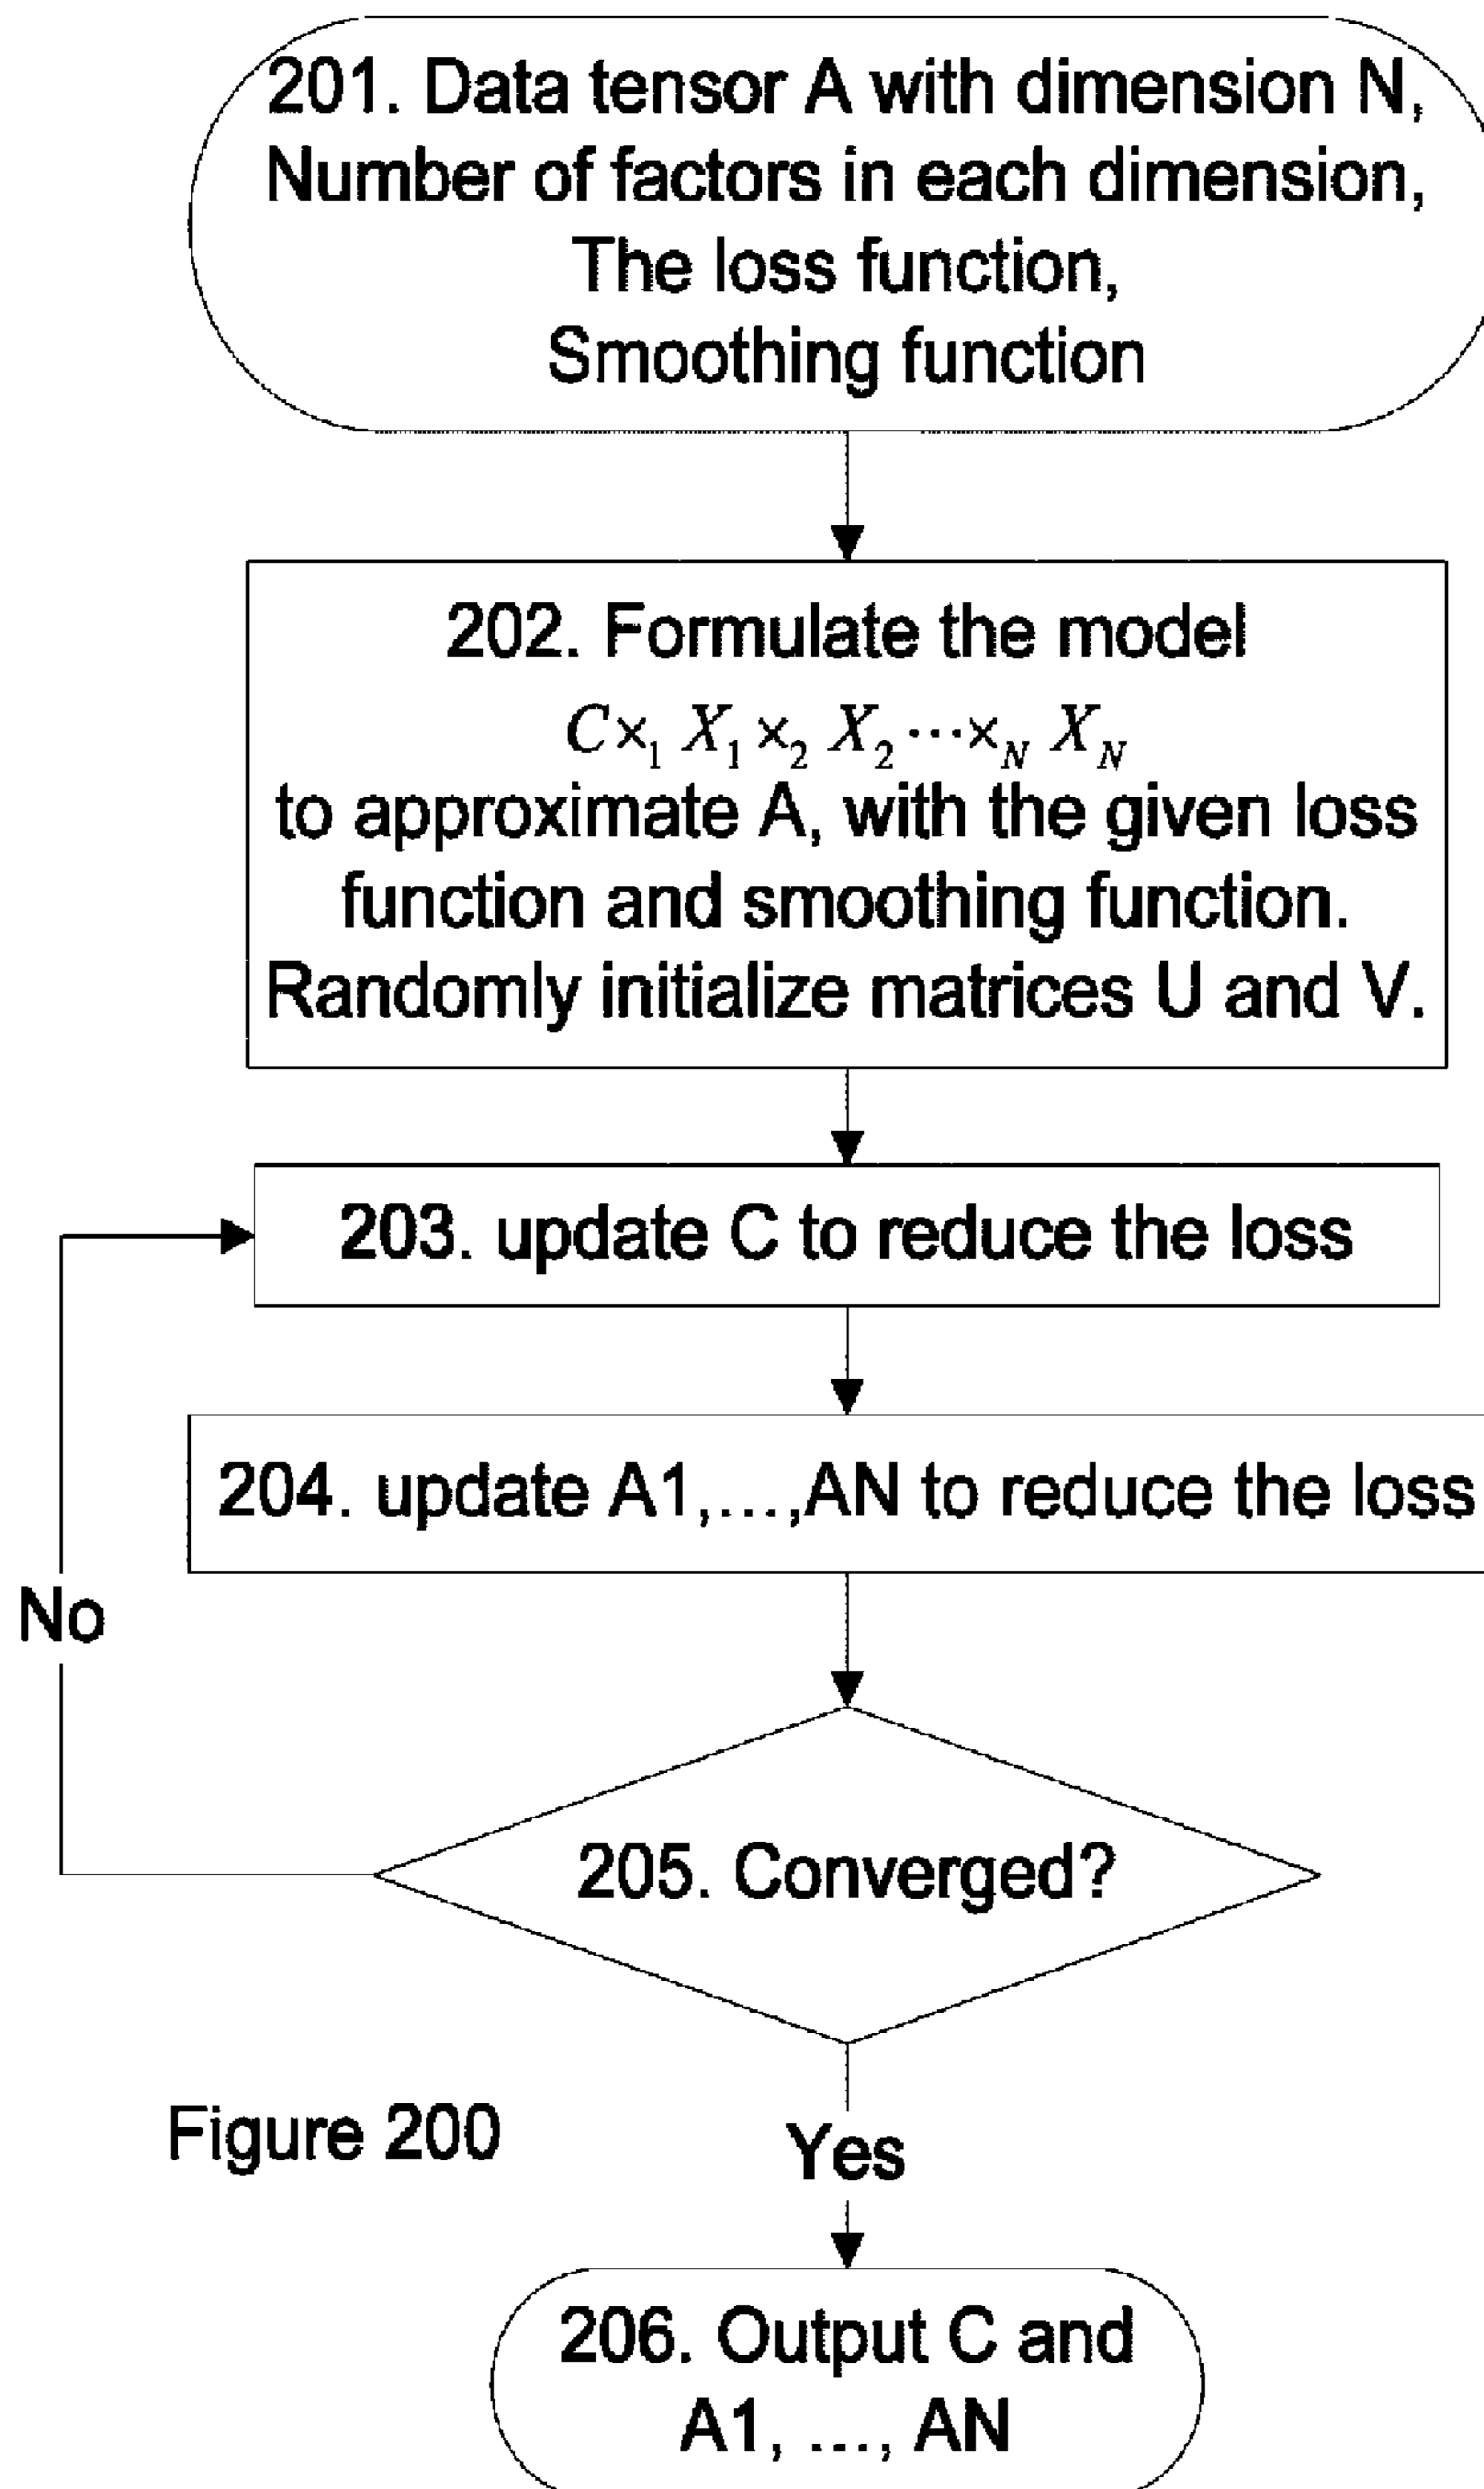 201. Data tensor A with dimension N,
Number of factors in each dimension,
The loss function,
Smoothing function
202. Formulate the model
C×₁ X₁ ×₂ X₂ ⋯×_N X_N
to approximate A, with the given loss
function and smoothing function.
Randomly initialize matrices U and V.
203. update C to reduce the loss
204. update A1,...,AN to reduce the loss
No
205. Converged?
Figure 200
Yes
206. Output C and
A1, ..., AN